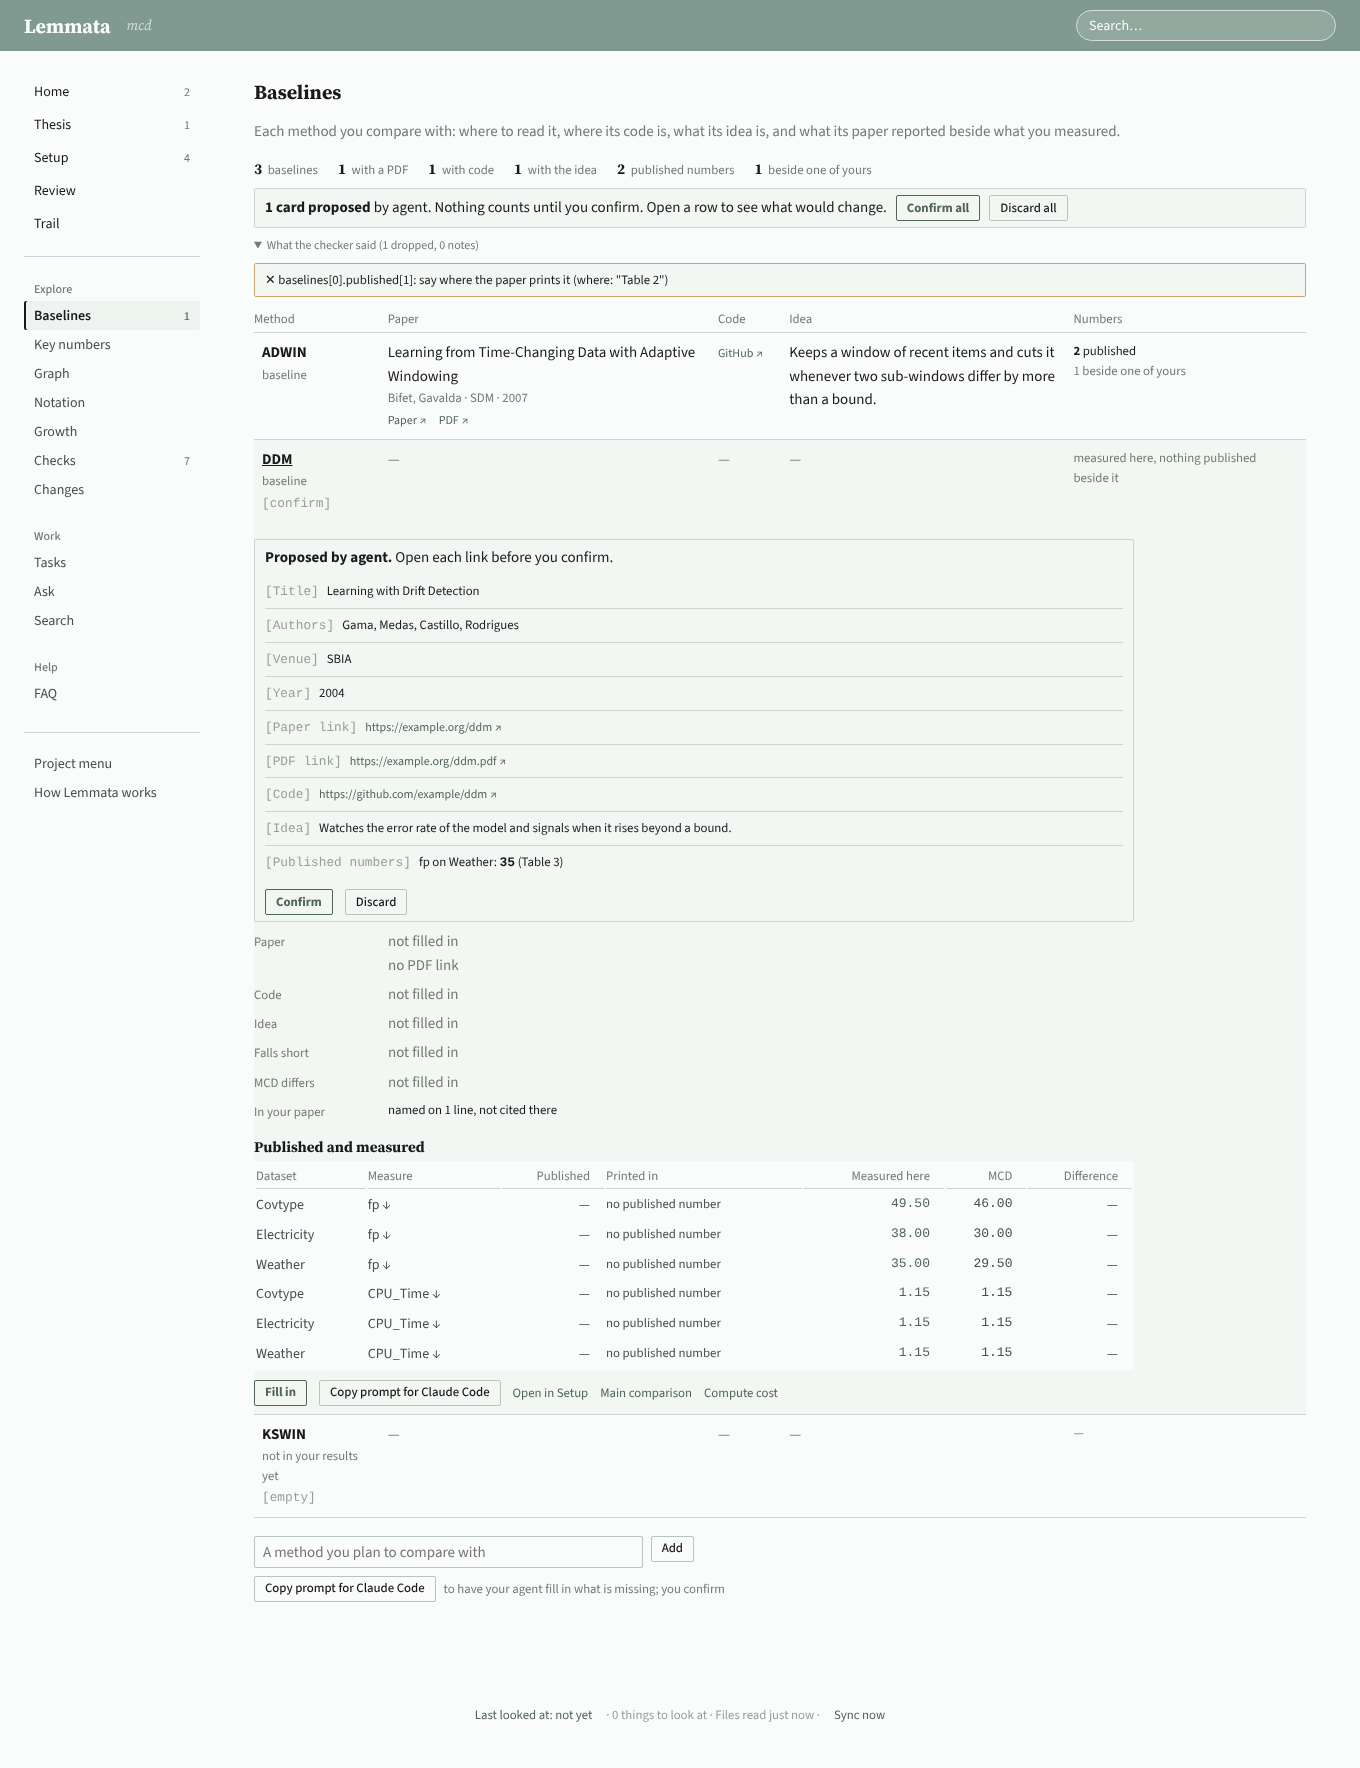 Lemmata mcd Search…
Home 2
Thesis 1
Setup 4
Review
Trail
Explore
Baselines 1
Key numbers
Graph
Notation
Growth
Checks 7
Changes
Work
Tasks
Ask
Search
Help
FAQ
Project menu
How Lemmata works
Baselines
Each method you compare with: where to read it, where its code is, what its idea is, and what its paper reported beside what you measured.
3 baselines 1 with a PDF 1 with code 1 with the idea 2 published numbers 1 beside one of yours
1 card proposed by agent. Nothing counts until you confirm. Open a row to see what would change. Confirm all Discard all
▼ What the checker said (1 dropped, 0 notes)
✕ baselines[0].published[1]: say where the paper prints it (where: "Table 2")
Method Paper Code Idea Numbers
ADWIN
baseline
Learning from Time-Changing Data with Adaptive
Windowing
Bifet, Gavalda · SDM · 2007
Paper ↗ PDF ↗
GitHub ↗
Keeps a window of recent items and cuts it
whenever two sub-windows differ by more
than a bound.
2 published
1 beside one of yours
DDM
baseline
[confirm]
— — —
measured here, nothing published
beside it
Proposed by agent. Open each link before you confirm.
[Title] Learning with Drift Detection
[Authors] Gama, Medas, Castillo, Rodrigues
[Venue] SBIA
[Year] 2004
[Paper link] https://example.org/ddm ↗
[PDF link] https://example.org/ddm.pdf ↗
[Code] https://github.com/example/ddm ↗
[Idea] Watches the error rate of the model and signals when it rises beyond a bound.
[Published numbers] fp on Weather: 35 (Table 3)
Confirm Discard
Paper not filled in
no PDF link
Code not filled in
Idea not filled in
Falls short not filled in
MCD differs not filled in
In your paper named on 1 line, not cited there
Published and measured
Dataset Measure Published Printed in Measured here MCD Difference
Covtype fp ↓ — no published number 49.50 46.00 —
Electricity fp ↓ — no published number 38.00 30.00 —
Weather fp ↓ — no published number 35.00 29.50 —
Covtype CPU_Time ↓ — no published number 1.15 1.15 —
Electricity CPU_Time ↓ — no published number 1.15 1.15 —
Weather CPU_Time ↓ — no published number 1.15 1.15 —
Fill in Copy prompt for Claude Code Open in Setup Main comparison Compute cost
KSWIN — — — —
not in your results
yet
[empty]
A method you plan to compare with Add
Copy prompt for Claude Code to have your agent fill in what is missing; you confirm
Last looked at: not yet · 0 things to look at · Files read just now · Sync now